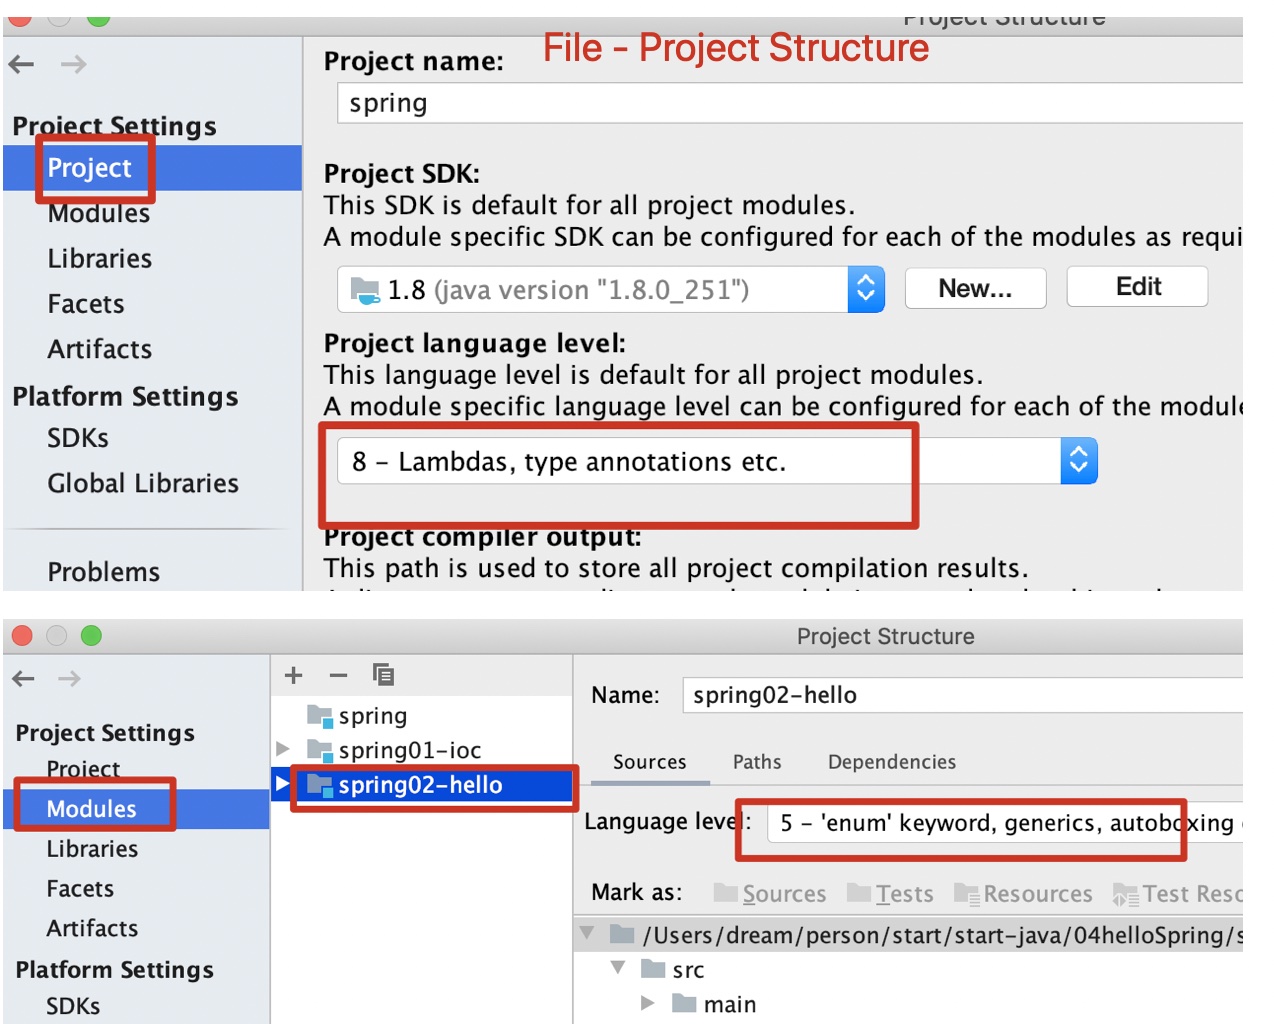 Project Structure
File - Project Structure
Project name:
spring
Project Settings
Project
Modules
Libraries
Facets
Artifacts
Platform Settings
SDKs
Global Libraries
Problems
Project SDK:
This SDK is default for all project modules.
A module specific SDK can be configured for each of the modules as requi
1.8 (java version "1.8.0_251")
New...
Edit
Project language level:
This language level is default for all project modules.
A module specific language level can be configured for each of the module
8 – Lambdas, type annotations etc.
Project compiler output:
This path is used to store all project compilation results.
Project Structure
Project Settings
Project
Modules
Libraries
Facets
Artifacts
Platform Settings
SDKs
spring
spring01-ioc
spring02-hello
Name: spring02-hello
Sources Paths Dependencies
Language level: 5 – 'enum' keyword, generics, autoboxing
Mark as: Sources Tests Resources Test Reso
/Users/dream/person/start/start-java/04helloSpring/s
src
main